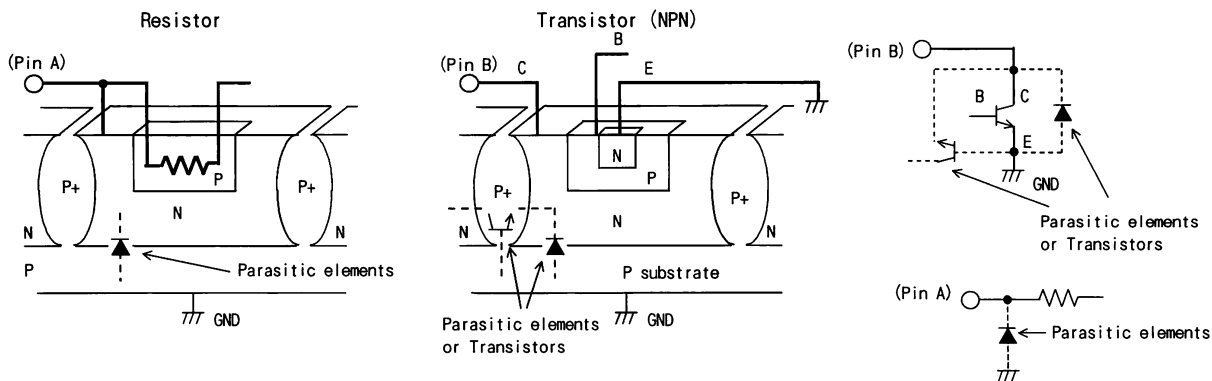 Resistor
(Pin A)
P
P+
P+
N
N
N
P
Parasitic elements
GND
Transistor (NPN)
(Pin B)
C
B
E
N
P
P+
P+
N
N
N
P substrate
GND
Parasitic elements
or Transistors
(Pin B)
B
C
E
GND
Parasitic elements
or Transistors
(Pin A)
Parasitic elements